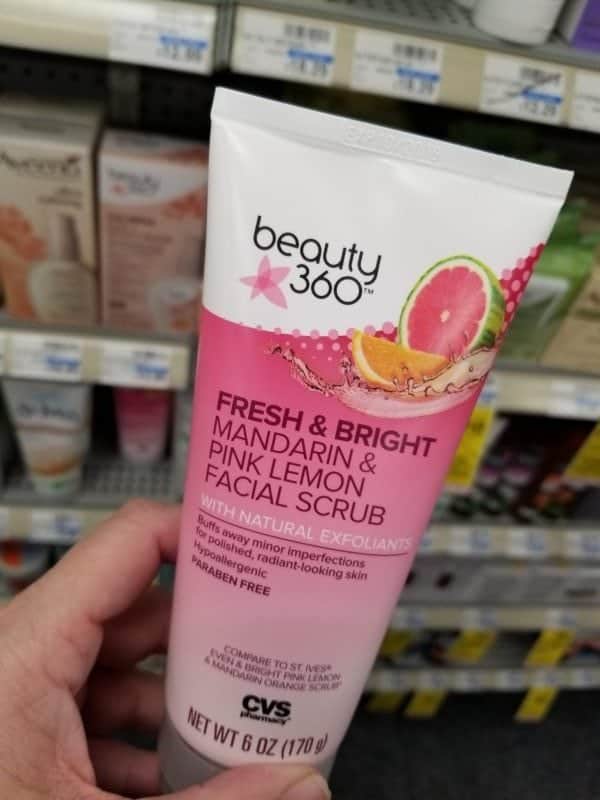 beauty
360™
FRESH & BRIGHT
MANDARIN &
PINK LEMON
FACIAL SCRUB
WITH NATURAL EXFOLIANTS
Buffs away minor imperfections
for polished, radiant-looking skin
Hypoallergenic
PARABEN FREE
COMPARE TO ST. IVES®
EVEN & BRIGHT PINK LEMON
& MANDARIN ORANGE SCRUB*
CVS
pharmacy®
NET WT 6 OZ (170 g)
Aveeno